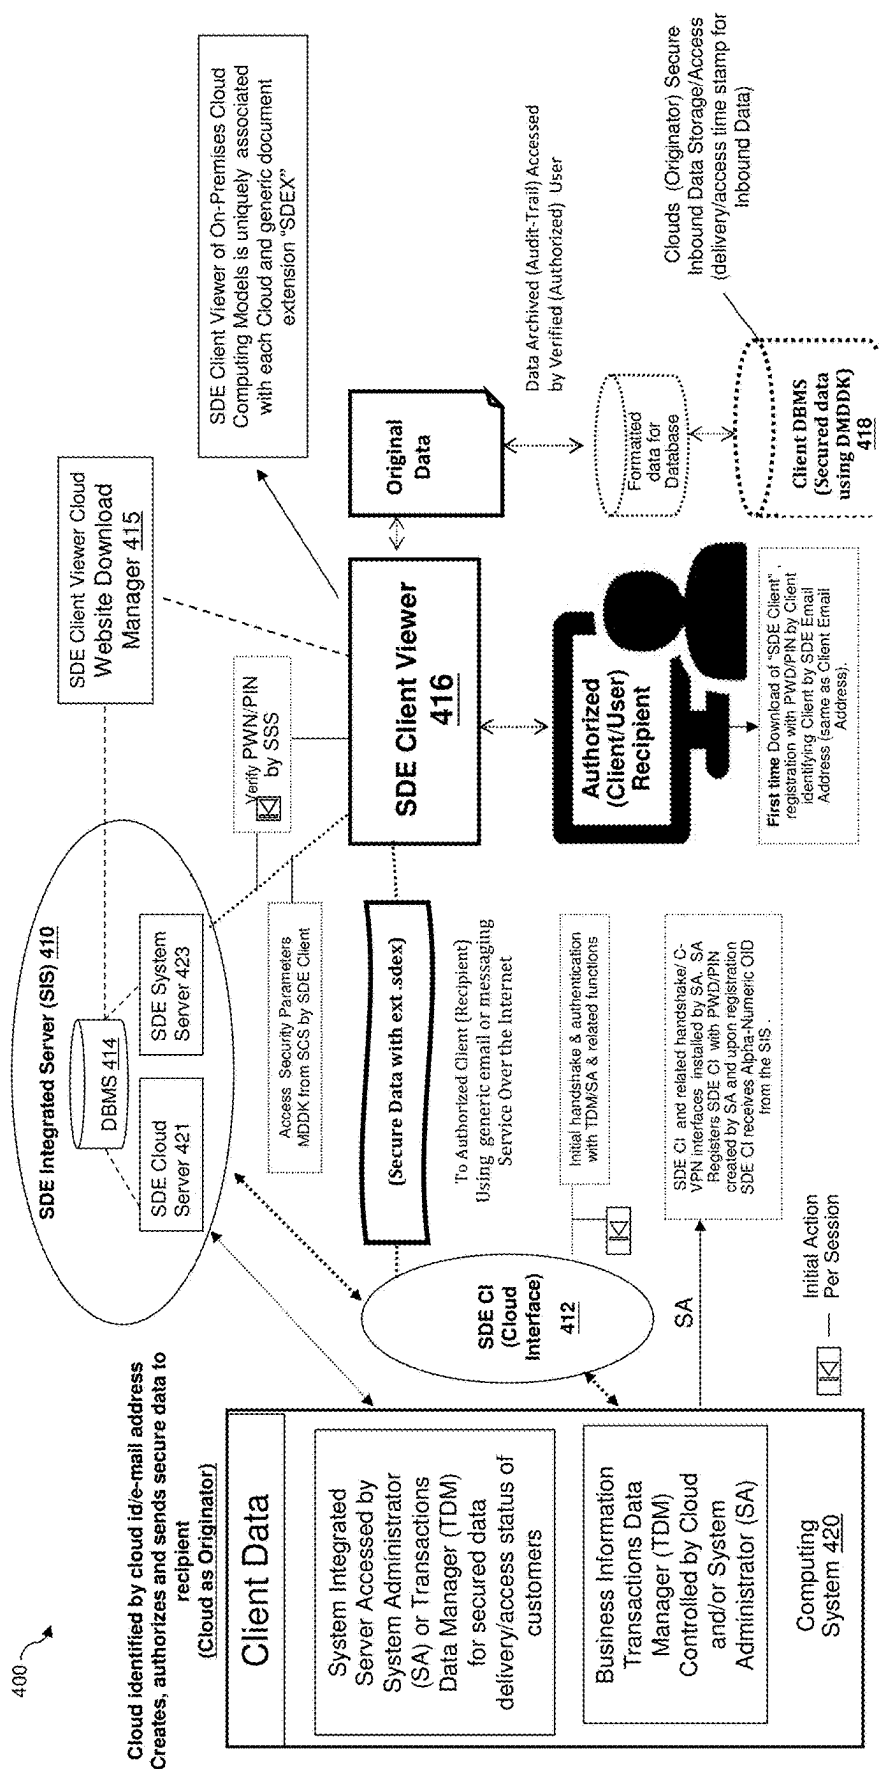 400
Cloud identified by cloud id/e-mail address
Creates, authorizes and sends secure data to
recipient
(Cloud as Originator)
Client Data
System Integrated
Server Accessed by
System Administrator
(SA) or Transactions
Data Manager (TDM)
for secured data
delivery/access status of
customers
Business Information
Transactions Data
Manager (TDM)
Controlled by Cloud
and/or System
Administrator (SA)
Computing
System 420
SDE Integrated Server (SIS) 410
DBMS 414
SDE Cloud
Server 421
SDE System
Server 423
SDE CI
(Cloud
Interface)
412
SA
Initial Action
Per Session
Access Security Parameters
MDDK from SCS by SDE Client
(Secure Data with ext .sdex)
To Authorized Client (Recipient)
Using generic email or messaging
Service Over the Internet
Initial handshake & authentication
with TDM/SA & related functions
SDE CI and related handshake/ C-
VPN interfaces installed by SA. SA
Registers SDE CI with PWD/PIN
created by SA and upon registration
SDE CI receives Alpha-Numeric OID
from the SIS .
Verify PWN/PIN
by SSS
SDE Client Viewer Cloud
Website Download
Manager 415
SDE Client Viewer
416
Authorized
(Client/User)
Recipient
First time Download of "SDE Client" ,
registration with PWD/PIN by Client
identifying Client by SDE Email
Address (same as Client Email
Address).
SDE Client Viewer of On-Premises Cloud
Computing Models is uniquely associated
with each Cloud and generic document
extension "SDEX"
Original
Data
Data Archived (Audit-Trail) Accessed
by Verified (Authorized) User
Formatted
data for
Database
Client DBMS
(Secured data
using DMDDK)
418
Clouds (Originator) Secure
Inbound Data Storage/Access
(delivery/access time stamp for
Inbound Data)